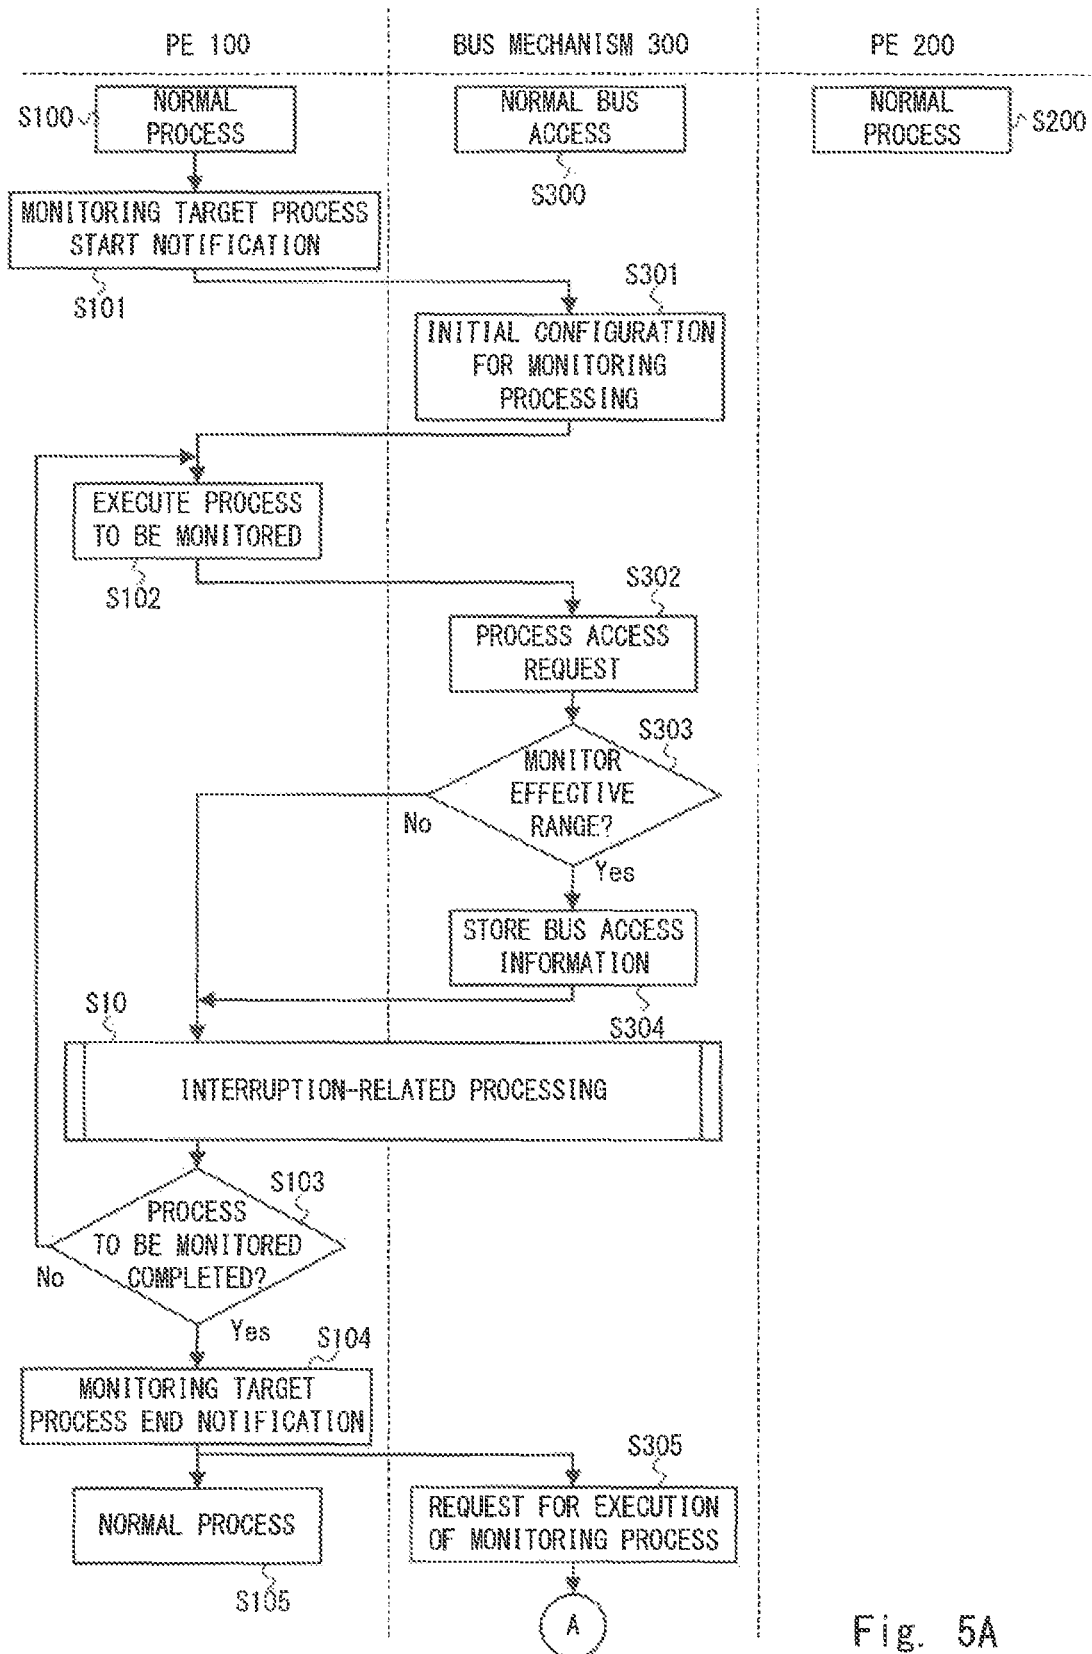 PE 100
BUS MECHANISM 300
PE 200
S100
NORMAL
PROCESS
NORMAL BUS
ACCESS
S300
NORMAL
PROCESS
S200
MONITORING TARGET PROCESS
START NOTIFICATION
S101
S301
INITIAL CONFIGURATION
FOR MONITORING
PROCESSING
EXECUTE PROCESS
TO BE MONITORED
S102
S302
PROCESS ACCESS
REQUEST
S303
MONITOR
EFFECTIVE
RANGE?
No
Yes
STORE BUS ACCESS
INFORMATION
S304
S10
INTERRUPTION-RELATED PROCESSING
S103
PROCESS
TO BE MONITORED
COMPLETED?
No
Yes
S104
MONITORING TARGET
PROCESS END NOTIFICATION
S305
NORMAL PROCESS
S105
REQUEST FOR EXECUTION
OF MONITORING PROCESS
A
Fig. 5A